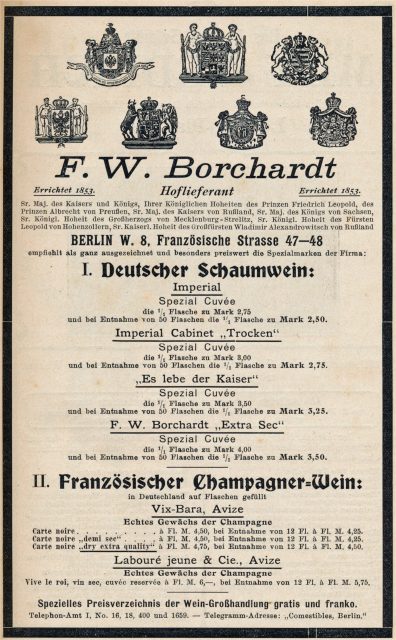 F. W. Borchardt
Errichtet 1853. Hoflieferant Errichtet 1853.
Sr. Maj. des Kaisers und Königs, Ihrer Königlichen Hoheiten des Prinzen Friedrich Leopold, des
Prinzen Albrecht von Preußen, Sr. Maj. des Kaisers von Rußland, Sr. Maj. des Königs von Sachsen,
Sr. Königl. Hoheit des Großherzogs von Mecklenburg-Strelitz, Sr. Königl. Hoheit des Fürsten
Leopold von Hohenzollern, Sr. Kaiserl. Hoheit des Großfürsten Wladimir Alexandrowitsch von Rußland
BERLIN W. 8, Französische Strasse 47—48
empfiehlt als ganz ausgezeichnet und besonders preiswert die Spezialmarken der Firma:
I. Deutscher Schaumwein:
Imperial
Spezial Cuvée
die 1/1 Flasche zu Mark 2,75
und bei Entnahme von 50 Flaschen die 1/1 Flasche zu Mark 2,50.
Imperial Cabinet „Trocken“
Spezial Cuvée
die 1/1 Flasche zu Mark 3,00
und bei Entnahme von 50 Flaschen die 1/1 Flasche zu Mark 2,75.
„Es lebe der Kaiser“
Spezial Cuvée
die 1/1 Flasche zu Mark 3,50
und bei Entnahme von 50 Flaschen die 1/1 Flasche zu Mark 3,25.
F. W. Borchardt „Extra Sec“
Spezial Cuvée
die 1/1 Flasche zu Mark 4,00
und bei Entnahme von 50 Flaschen die 1/1 Flasche zu Mark 3,50.
II. Französischer Champagner-Wein:
in Deutschland auf Flaschen gefüllt
Vix-Bara, Avize
Echtes Gewächs der Champagne
Carte noire . . . . . . . . . à Fl. M. 4,50, bei Entnahme von 12 Fl. à Fl. M. 4,25.
Carte noire „demi sec“ . . . . à Fl. M. 4,50, bei Entnahme von 12 Fl. à Fl. M. 4,25.
Carte noire „dry extra quality“ à Fl. M. 4,75, bei Entnahme von 12 Fl. à Fl. M. 4,50.
Labouré jeune & Cie., Avize
Echtes Gewächs der Champagne
Vive le roi, vin sec, cuvée réservée à Fl. M. 6,—, bei Entnahme von 12 Fl. à Fl. M. 5,75.
Spezielles Preisverzeichnis der Wein-Großhandlung gratis und franko.
Telephon-Amt I, No. 16, 18, 400 und 1659. — Telegramm-Adresse: „Comestibles, Berlin.“